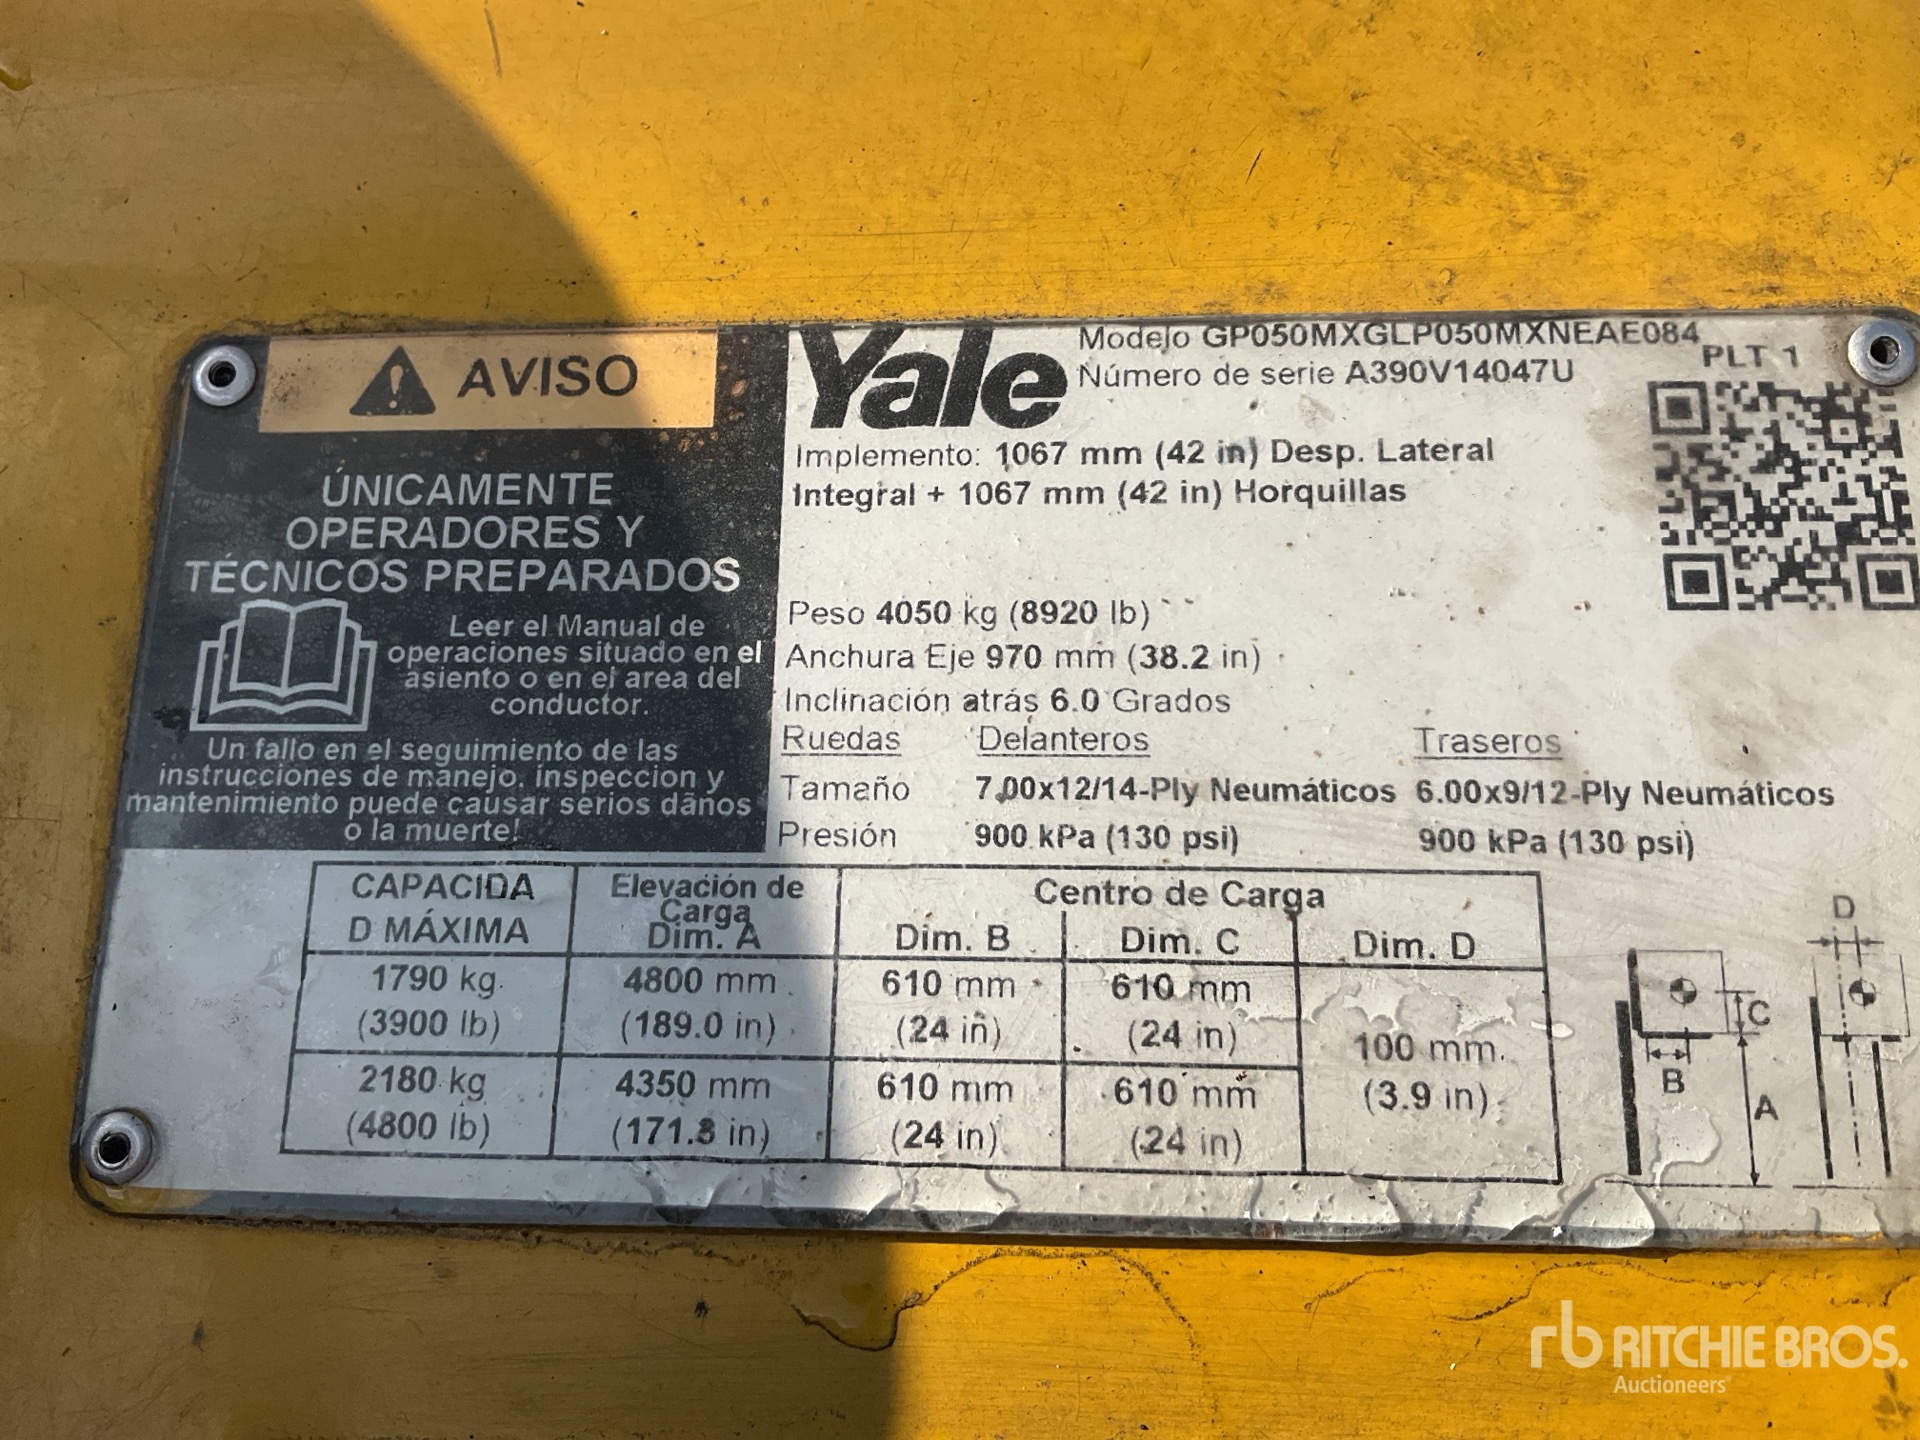 AVISO
ÚNICAMENTE
OPERADORES Y
TÉCNICOS PREPARADOS
Leer el Manual de
operaciones situado en el
asiento o en el area del
conductor.
Un fallo en el seguimiento de las
instrucciones de manejo, inspeccion y
mantenimiento puede causar serios daños
o la muerte!
Yale
Modelo GP050MXGLP050MXNEAE084
Número de serie A390V14047U
PLT 1
Implemento: 1067 mm (42 in) Desp. Lateral
Integral + 1067 mm (42 in) Horquillas
Peso 4050 kg (8920 lb)
Anchura Eje 970 mm (38.2 in)
Inclinación atrás 6.0 Grados
Ruedas Delanteros Traseros
Tamaño 7.00x12/14-Ply Neumáticos 6.00x9/12-Ply Neumáticos
Presión 900 kPa (130 psi) 900 kPa (130 psi)
CAPACIDA Elevación de Centro de Carga
D MÁXIMA Carga
Dim. A Dim. B Dim. C Dim. D
1790 kg 4800 mm 610 mm 610 mm
(3900 lb) (189.0 in) (24 in) (24 in)
100 mm
(3.9 in)
2180 kg 4350 mm 610 mm 610 mm
(4800 lb) (171.3 in) (24 in) (24 in)
D
C
B
A
rb RITCHIE BROS.
Auctioneers